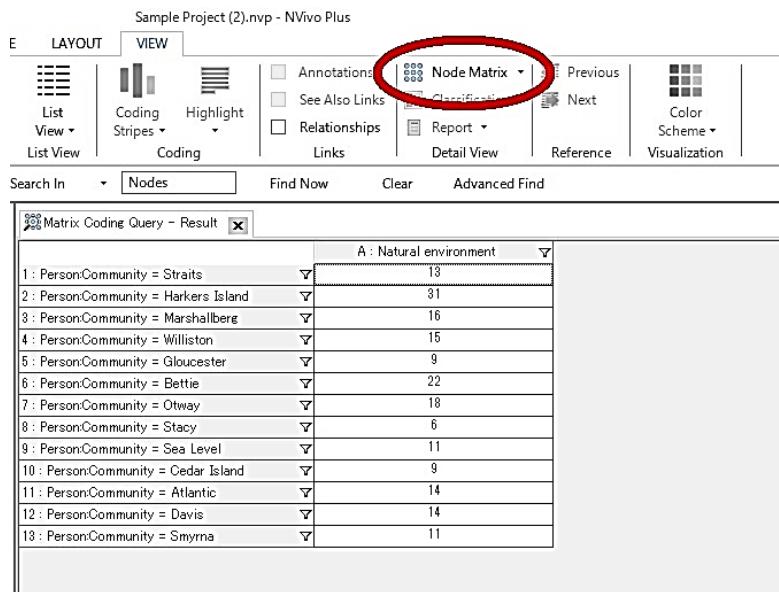 Sample Project (2).nvp - NVivo Plus
E LAYOUT VIEW
List View
Coding Stripes
Highlight
Annotations
See Also Links
Relationships
Node Matrix
Classification
Report
Previous
Next
Color Scheme
List View Coding Links Detail View Reference Visualization
Search In Nodes Find Now Clear Advanced Find
Matrix Coding Query - Result
A : Natural environment
1 : Person:Community = Straits 13
2 : Person:Community = Harkers Island 31
3 : Person:Community = Marshallberg 16
4 : Person:Community = Williston 15
5 : Person:Community = Gloucester 9
6 : Person:Community = Bettie 22
7 : Person:Community = Otway 18
8 : Person:Community = Stacy 6
9 : Person:Community = Sea Level 11
10 : Person:Community = Cedar Island 9
11 : Person:Community = Atlantic 14
12 : Person:Community = Davis 14
13 : Person:Community = Smyrna 11